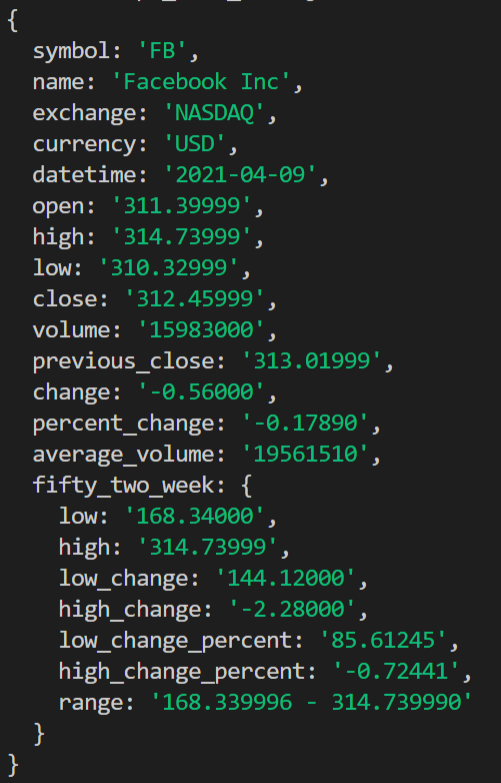 {
  symbol: 'FB',
  name: 'Facebook Inc',
  exchange: 'NASDAQ',
  currency: 'USD',
  datetime: '2021-04-09',
  open: '311.39999',
  high: '314.73999',
  low: '310.32999',
  close: '312.45999',
  volume: '15983000',
  previous_close: '313.01999',
  change: '-0.56000',
  percent_change: '-0.17890',
  average_volume: '19561510',
  fifty_two_week: {
    low: '168.34000',
    high: '314.73999',
    low_change: '144.12000',
    high_change: '-2.28000',
    low_change_percent: '85.61245',
    high_change_percent: '-0.72441',
    range: '168.339996 - 314.739990'
  }
}